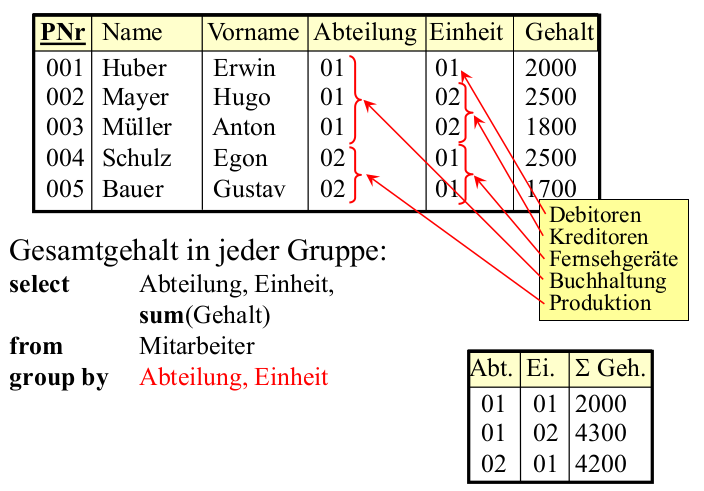 PNr Name Vorname Abteilung Einheit Gehalt
001 Huber Erwin 01 01 2000
002 Mayer Hugo 01 02 2500
003 Müller Anton 01 02 1800
004 Schulz Egon 02 01 2500
005 Bauer Gustav 02 01 1700
Debitoren
Kreditoren
Fernsehgeräte
Buchhaltung
Produktion
Gesamtgehalt in jeder Gruppe:
select Abteilung, Einheit,
sum(Gehalt)
from Mitarbeiter
group by Abteilung, Einheit
Abt. Ei. Σ Geh.
01 01 2000
01 02 4300
02 01 4200